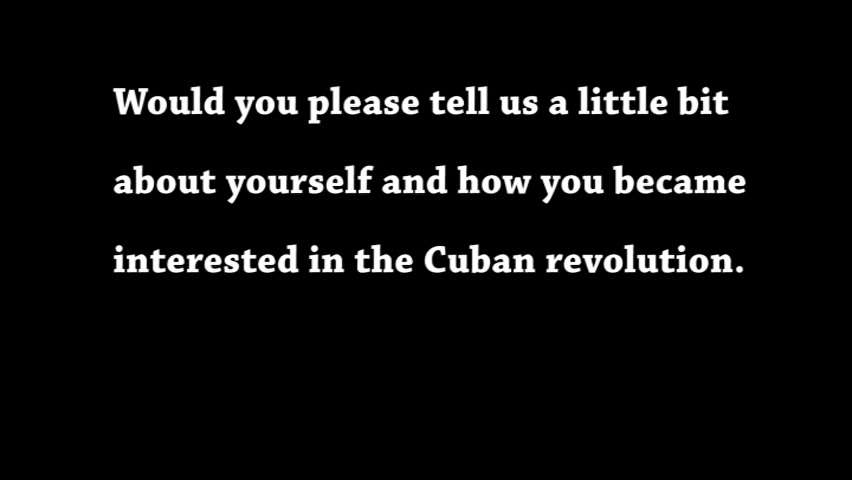 Would you please tell us a little bit
about yourself and how you became
interested in the Cuban revolution.